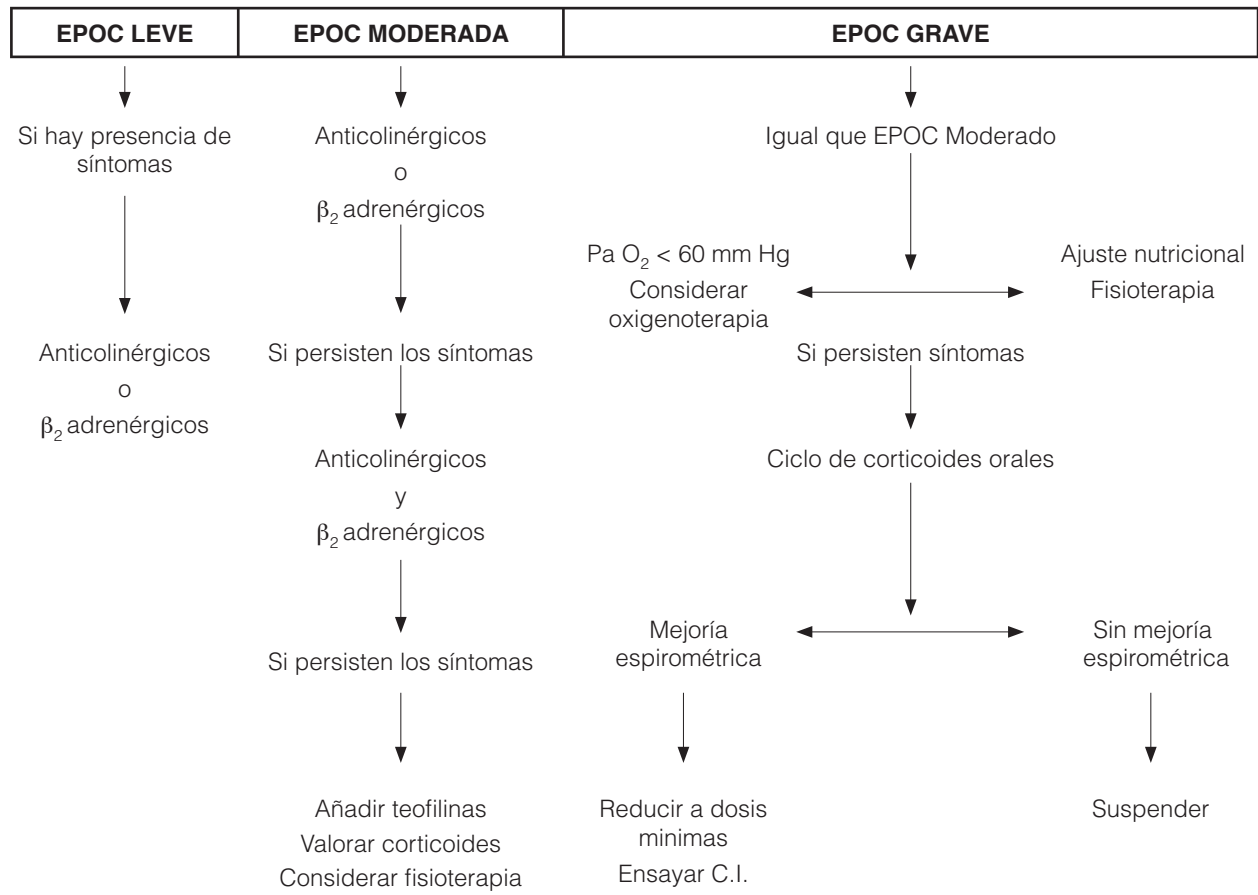 EPOC LEVE
EPOC MODERADA
EPOC GRAVE
Si hay presencia de
síntomas
Anticolinérgicos
o
β₂ adrenérgicos
Anticolinérgicos
o
β₂ adrenérgicos
Si persisten los síntomas
Anticolinérgicos
y
β₂ adrenérgicos
Si persisten los síntomas
Añadir teofilinas
Valorar corticoides
Considerar fisioterapia
Igual que EPOC Moderado
Pa O₂ < 60 mm Hg
Considerar
oxigenoterapia
Ajuste nutricional
Fisioterapia
Si persisten síntomas
Ciclo de corticoides orales
Mejoría
espirométrica
Reducir a dosis
minimas
Ensayar C.I.
Sin mejoría
espirométrica
Suspender